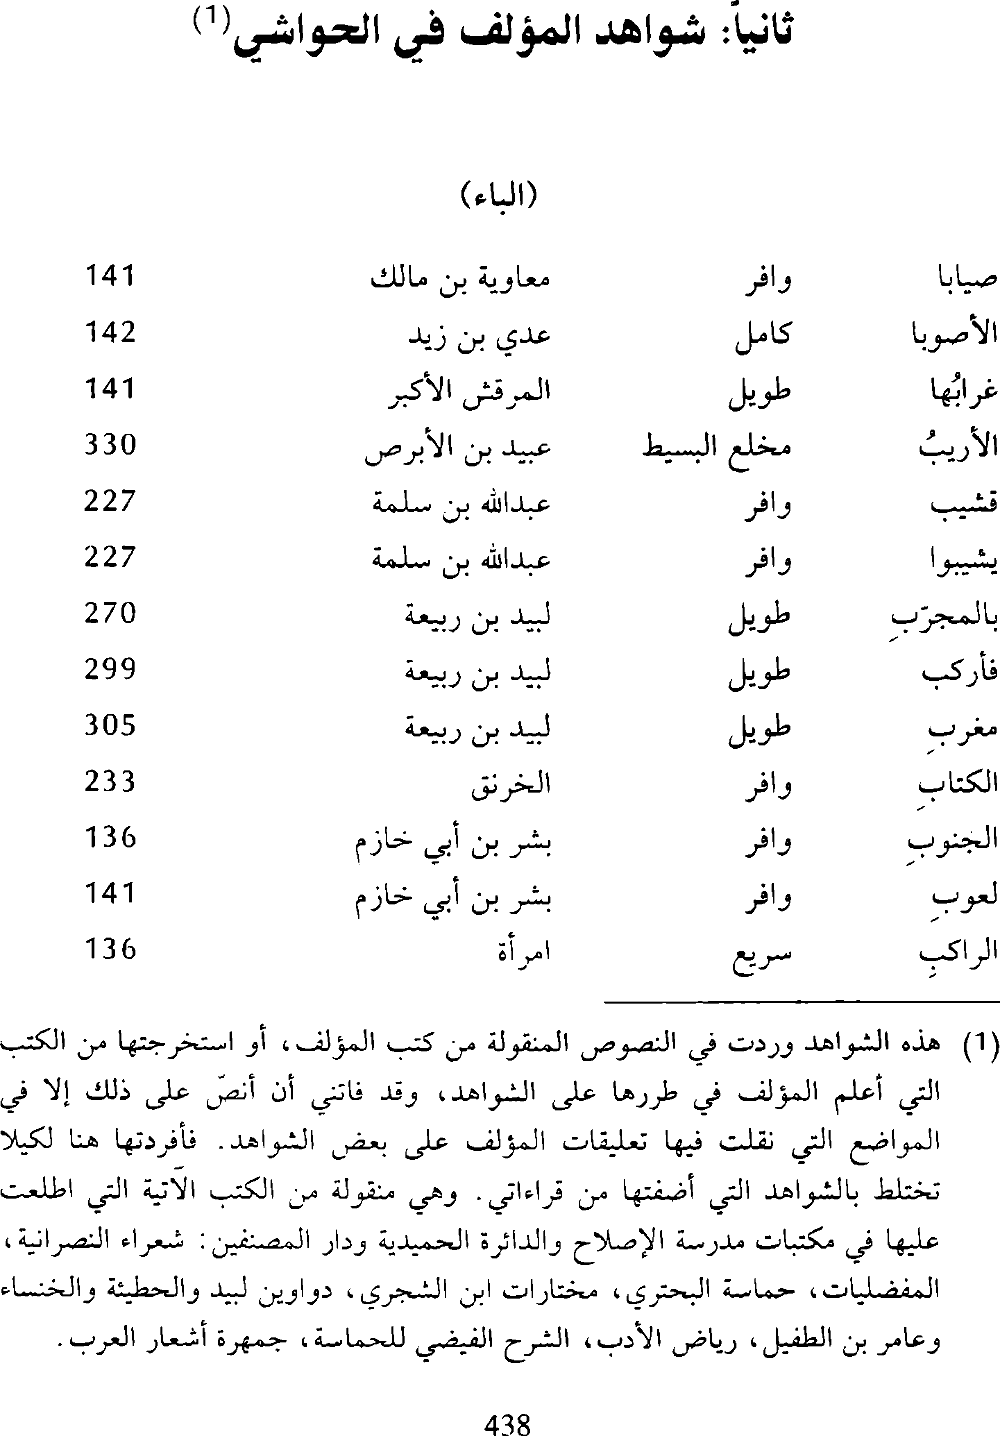 ثانياً: شواهد المؤلف في الحواشي (1)
(الباء)
صيابا وافر معاوية بن مالك 141
الأصوبا كامل عدي بن زيد 142
غرابُها طويل المرقش الأكبر 141
الأريبُ مخلع البسيط عبيد بن الأبرص 330
قشيب وافر عبدالله بن سلمة 227
يشيبوا وافر عبدالله بن سلمة 227
بالمجرّبِ طويل لبيد بن ربيعة 270
فأركب طويل لبيد بن ربيعة 299
مغربِ طويل لبيد بن ربيعة 305
الكتابِ وافر الخرنق 233
الجنوبِ وافر بشر بن أبي خازم 136
لعوبِ وافر بشر بن أبي خازم 141
الراكبِ سريع امرأة 136
(1) هذه الشواهد وردت في النصوص المنقولة من كتب المؤلف، أو استخرجتها من الكتب
التي أعلم المؤلف في طررها على الشواهد، وقد فاتني أن أنصّ على ذلك إلا في
المواضع التي نقلت فيها تعليقات المؤلف على بعض الشواهد. فأفردتها هنا لكيلا
تختلط بالشواهد التي أضفتها من قراءاتي. وهي منقولة من الكتب الآتية التي اطلعت
عليها في مكتبات مدرسة الإصلاح والدائرة الحميدية ودار المصنفين: شعراء النصرانية،
المفضليات، حماسة البحتري، مختارات ابن الشجري، دواوين لبيد والحطيئة والخنساء
وعامر بن الطفيل، رياض الأدب، الشرح الفيضي للحماسة، جمهرة أشعار العرب.
438